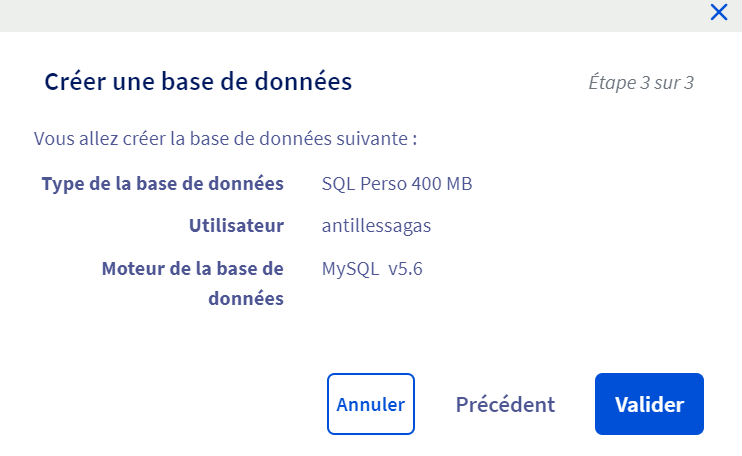 Créer une base de données
Étape 3 sur 3
Vous allez créer la base de données suivante :
Type de la base de données SQL Perso 400 MB
Utilisateur antillessagas
Moteur de la base de MySQL v5.6
données
Annuler Précédent Valider